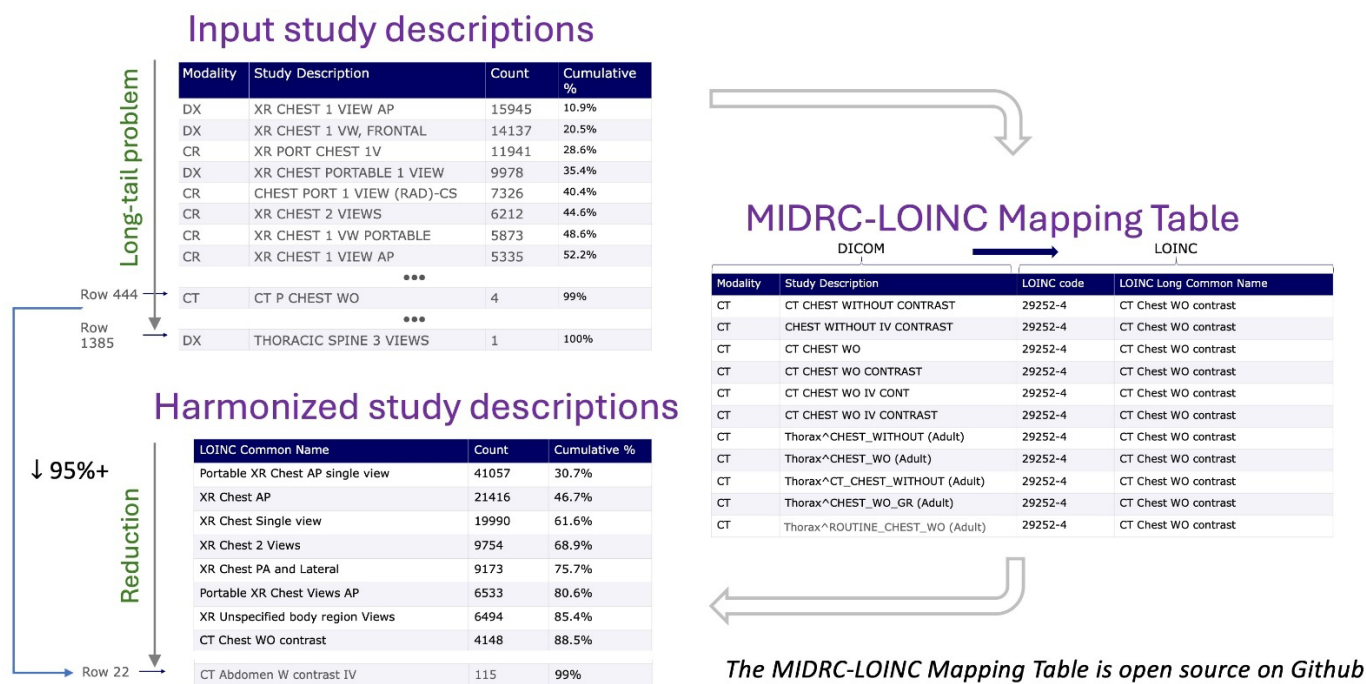 Input study descriptions
Long-tail problem
Modality Study Description Count Cumulative %
DX XR CHEST 1 VIEW AP 15945 10.9%
DX XR CHEST 1 VW, FRONTAL 14137 20.5%
CR XR PORT CHEST 1V 11941 28.6%
DX XR CHEST PORTABLE 1 VIEW 9978 35.4%
CR CHEST PORT 1 VIEW (RAD)-CS 7326 40.4%
CR XR CHEST 2 VIEWS 6212 44.6%
CR XR CHEST 1 VW PORTABLE 5873 48.6%
CR XR CHEST 1 VIEW AP 5335 52.2%
•••
Row 444 CT CT P CHEST WO 4 99%
•••
Row 1385 DX THORACIC SPINE 3 VIEWS 1 100%
MIDRC-LOINC Mapping Table
DICOM LOINC
Modality Study Description LOINC code LOINC Long Common Name
CT CT CHEST WITHOUT CONTRAST 29252-4 CT Chest WO contrast
CT CHEST WITHOUT IV CONTRAST 29252-4 CT Chest WO contrast
CT CT CHEST WO 29252-4 CT Chest WO contrast
CT CT CHEST WO CONTRAST 29252-4 CT Chest WO contrast
CT CT CHEST WO IV CONT 29252-4 CT Chest WO contrast
CT CT CHEST WO IV CONTRAST 29252-4 CT Chest WO contrast
CT Thorax^CHEST_WITHOUT (Adult) 29252-4 CT Chest WO contrast
CT Thorax^CHEST_WO (Adult) 29252-4 CT Chest WO contrast
CT Thorax^CT_CHEST_WITHOUT (Adult) 29252-4 CT Chest WO contrast
CT Thorax^CHEST_WO_GR (Adult) 29252-4 CT Chest WO contrast
CT Thorax^ROUTINE_CHEST_WO (Adult) 29252-4 CT Chest WO contrast
Harmonized study descriptions
↓ 95%+
Reduction
LOINC Common Name Count Cumulative %
Portable XR Chest AP single view 41057 30.7%
XR Chest AP 21416 46.7%
XR Chest Single view 19990 61.6%
XR Chest 2 Views 9754 68.9%
XR Chest PA and Lateral 9173 75.7%
Portable XR Chest Views AP 6533 80.6%
XR Unspecified body region Views 6494 85.4%
CT Chest WO contrast 4148 88.5%
Row 22 CT Abdomen W contrast IV 115 99%
The MIDRC-LOINC Mapping Table is open source on Github